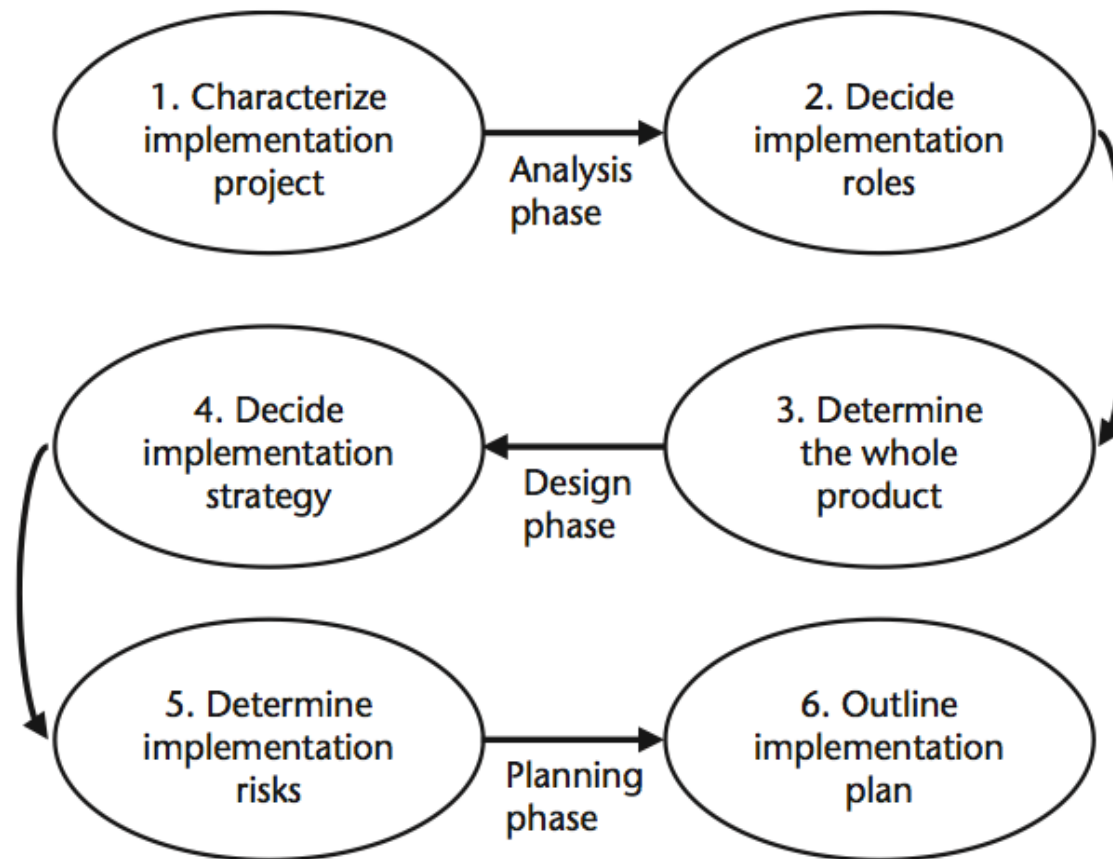 1. Characterize
implementation
project
Analysis
phase
2. Decide
implementation
roles
3. Determine
the whole
product
Design
phase
4. Decide
implementation
strategy
5. Determine
implementation
risks
Planning
phase
6. Outline
implementation
plan